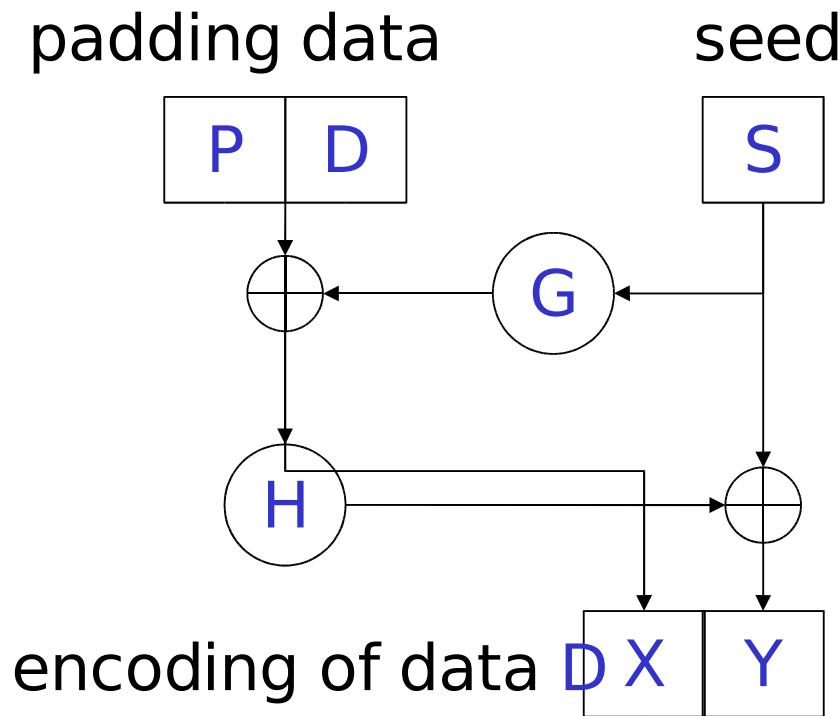 padding data seed
P D S
G
H
encoding of data D X Y